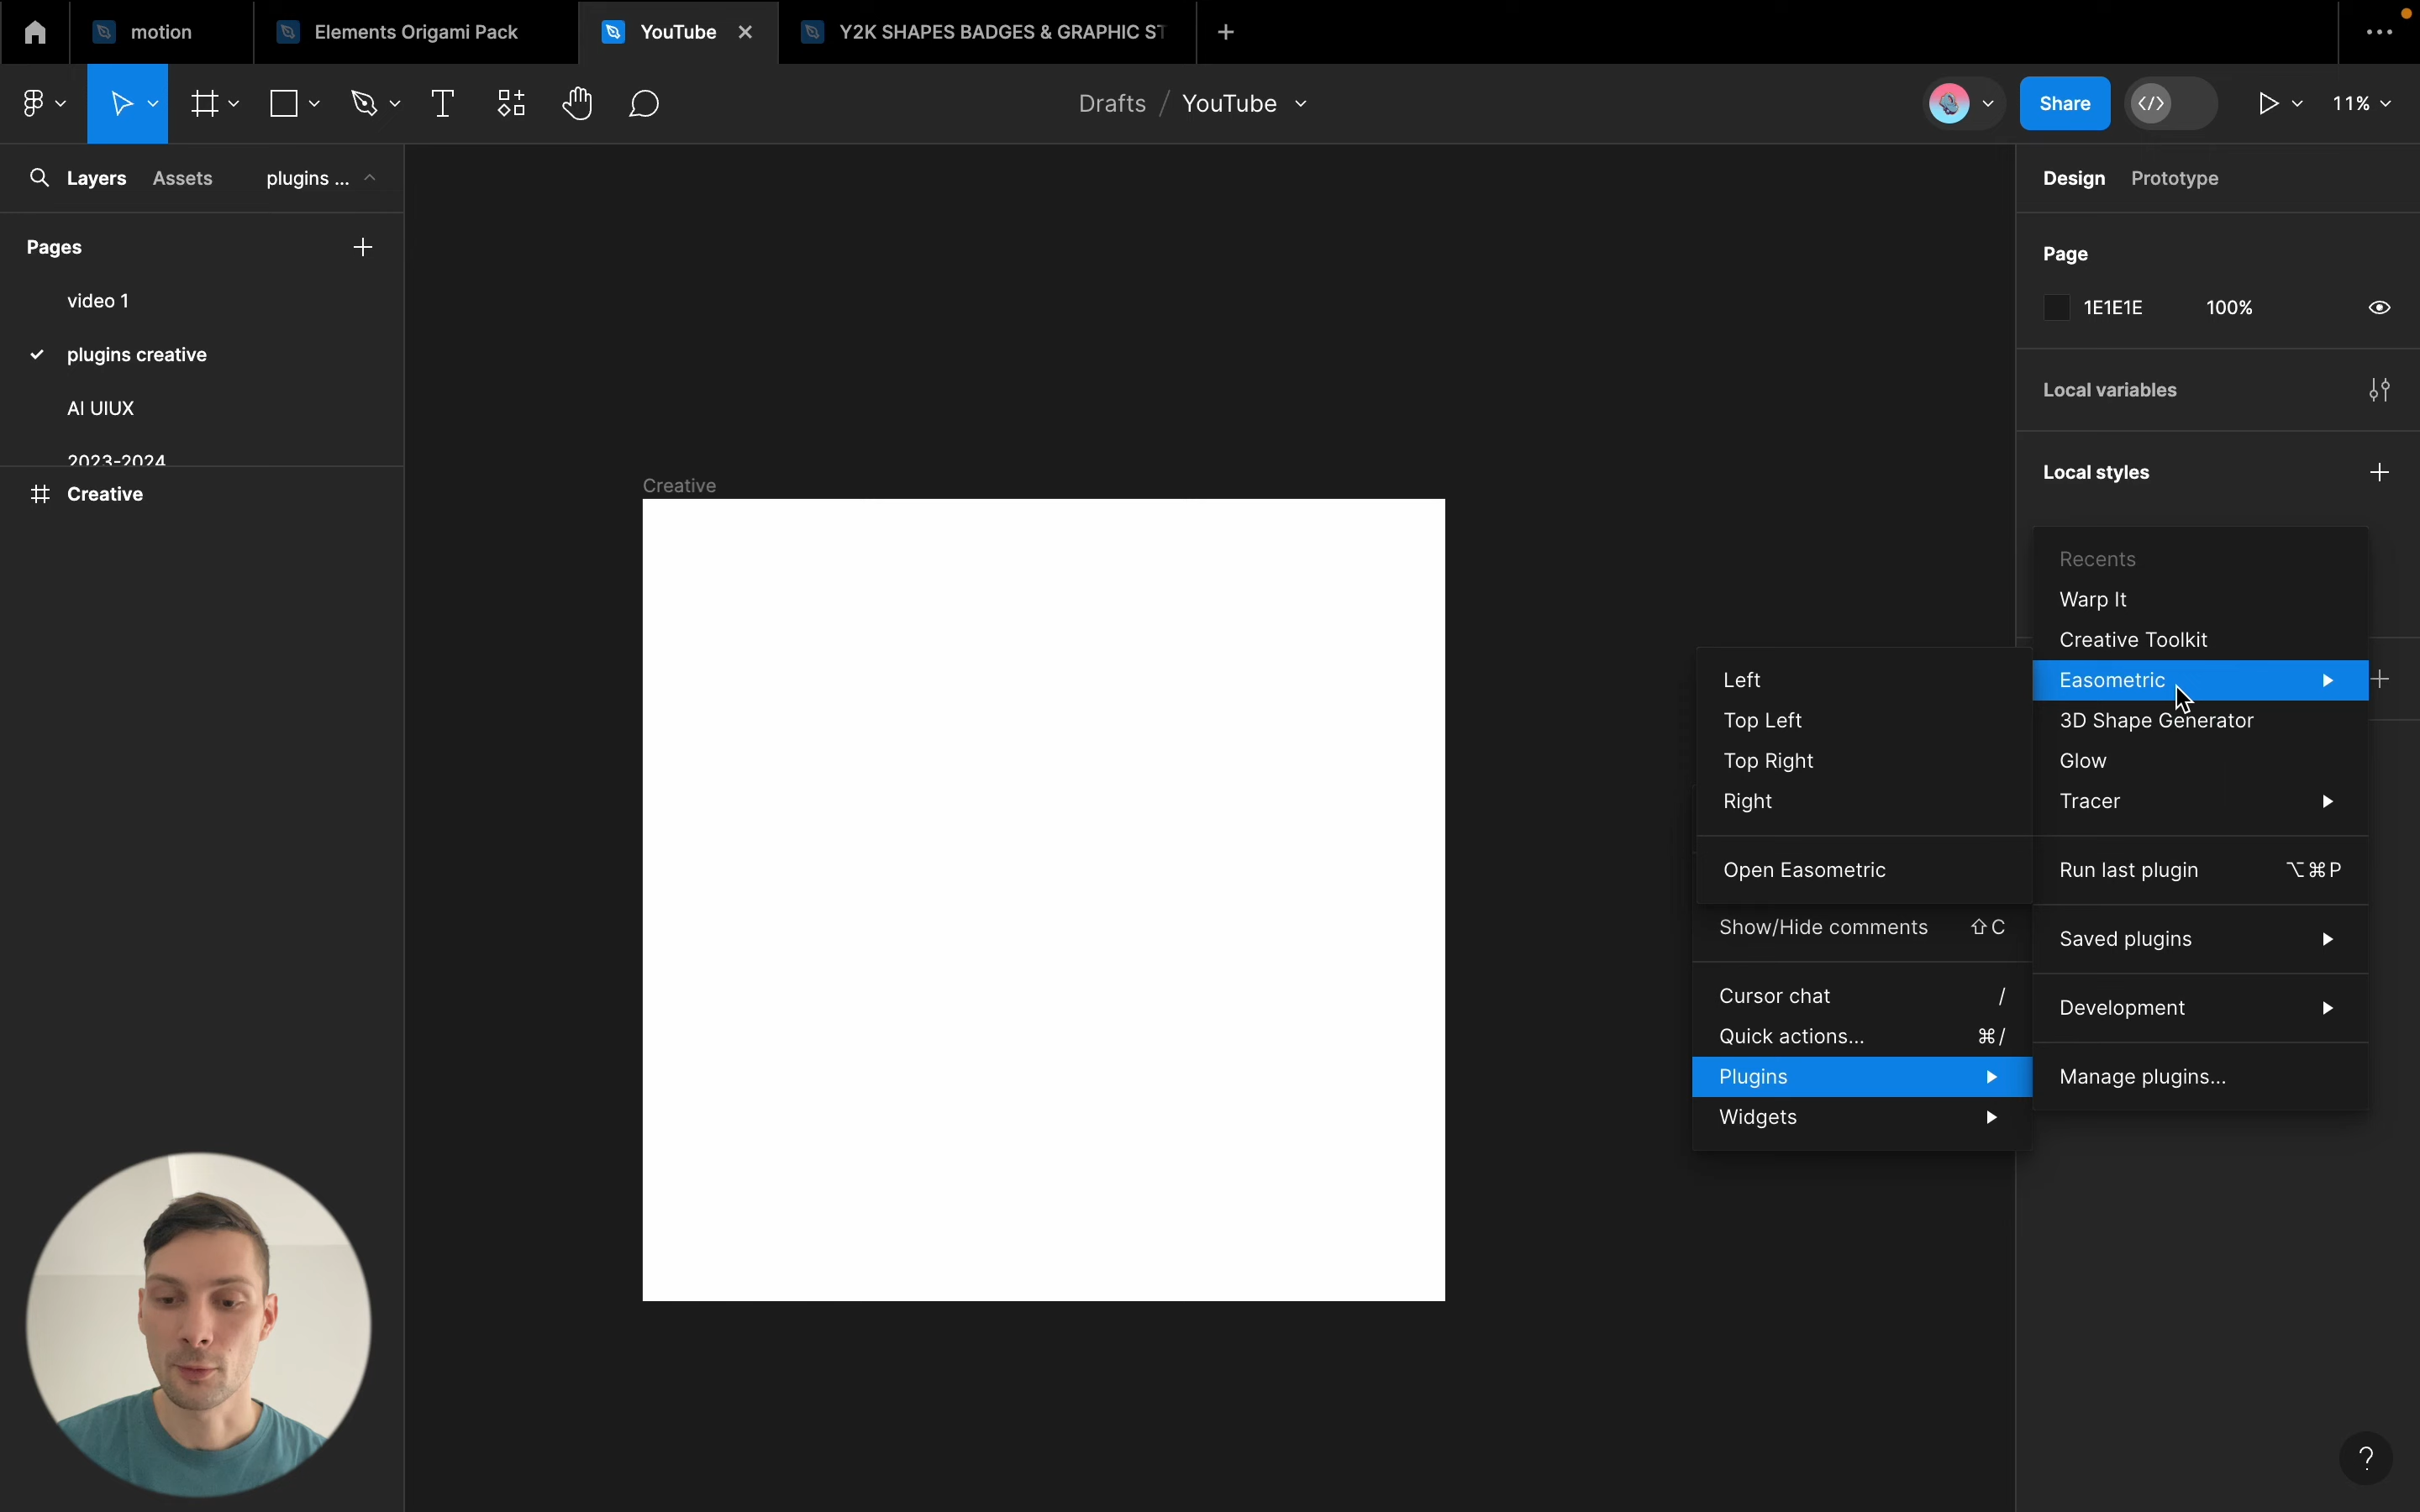 motion
Elements Origami Pack
YouTube
Y2K SHAPES BADGES & GRAPHIC ST
Drafts / YouTube
Share
11%
Layers
Assets
plugins ...
Design
Prototype
Pages
video 1
plugins creative
AI UIUX
2023-2024
Creative
Creative
Page
1E1E1E
100%
Local variables
Local styles
Recents
Warp It
Creative Toolkit
Easometric
3D Shape Generator
Glow
Tracer
Run last plugin ⌥⌘P
Saved plugins
Development
Manage plugins...
Left
Top Left
Top Right
Right
Open Easometric
Show/Hide comments ⇧C
Cursor chat /
Quick actions... ⌘/
Plugins
Widgets
?